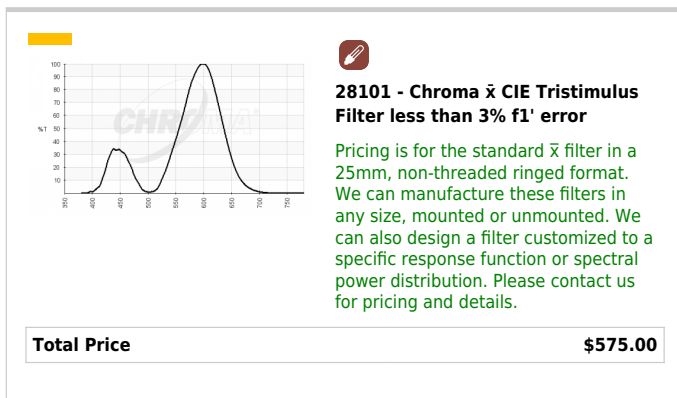 100
90
80
70
60
%T 50
40
30
20
10
350 400 450 500 550 600 650 700 750
CHROMA
28101 - Chroma x̄ CIE Tristimulus
Filter less than 3% f1' error
Pricing is for the standard x̄ filter in a
25mm, non-threaded ringed format.
We can manufacture these filters in
any size, mounted or unmounted. We
can also design a filter customized to a
specific response function or spectral
power distribution. Please contact us
for pricing and details.
Total Price $575.00